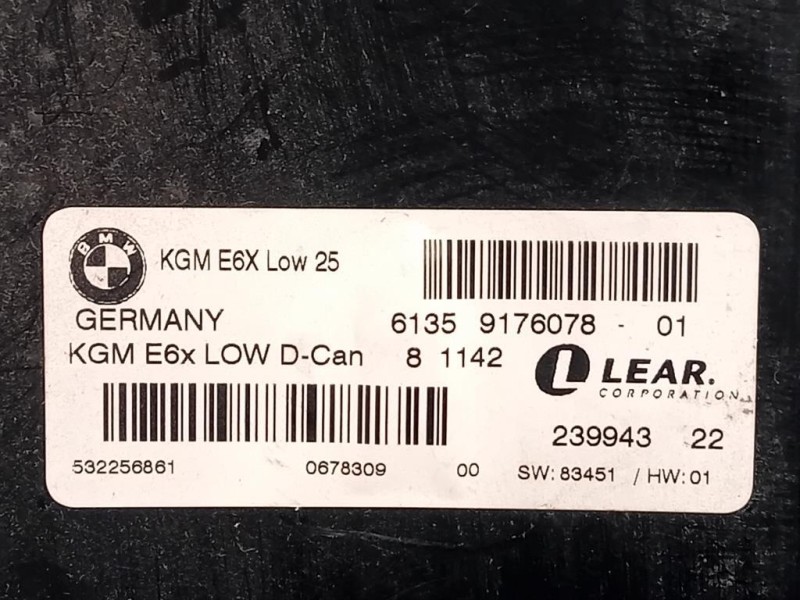 BMW
KGM E6X Low 25
GERMANY 6135 9176078 - 01
KGM E6x LOW D-Can 8 1142
LEAR.
CORPORATION
239943 22
532256861 0678309 00 SW: 83451 / HW: 01